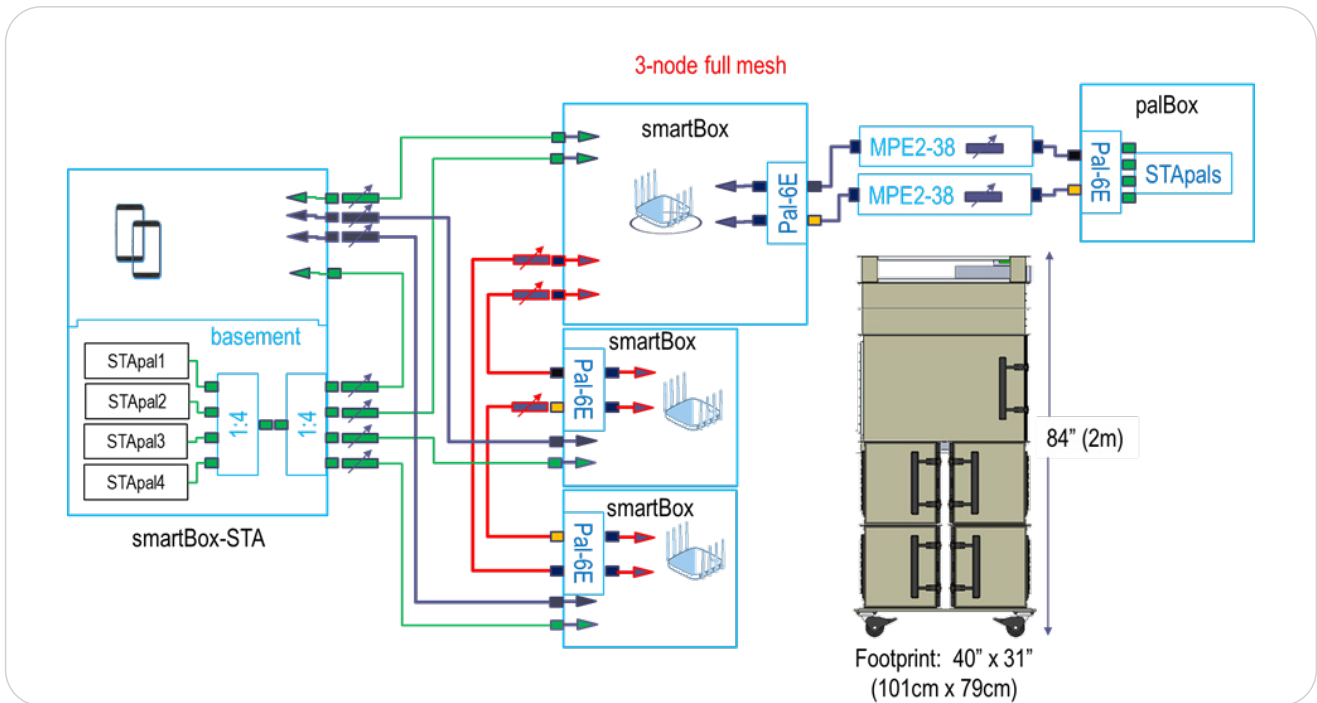 3-node full mesh
smartBox
palBox
MPE2-38
MPE2-38
Pal-6E
Pal-6E
STApals
smartBox
Pal-6E
smartBox
Pal-6E
basement
STApal1
STApal2
STApal3
STApal4
1:4
1:4
smartBox-STA
84” (2m)
Footprint: 40” x 31”
(101cm x 79cm)